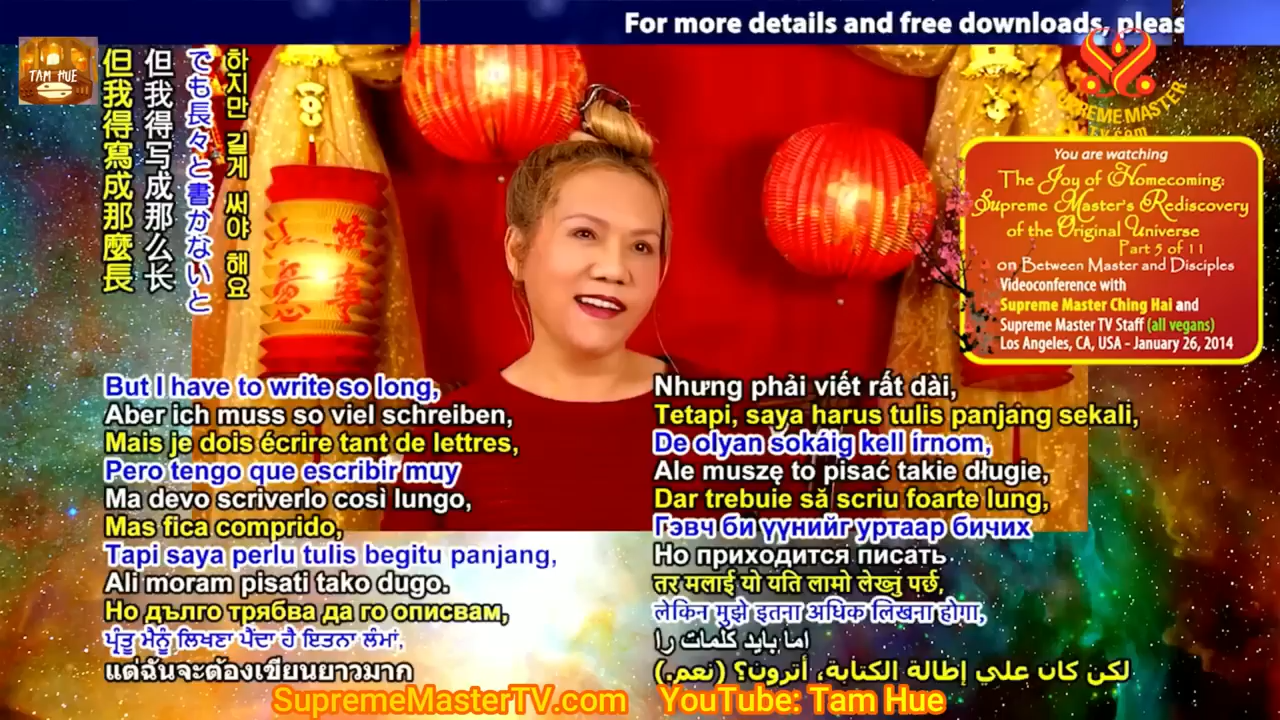 For more details and free downloads, pleas
TAM HUE
SUPREME MASTER
TV.com
但我得寫成那麼長
但我得写成那么长
でも長々と書かないと
하지만 길게 써야 해요
You are watching
The Joy of Homecoming:
Supreme Master's Rediscovery
of the Original Universe
Part 5 of 11
on Between Master and Disciples
Videoconference with
Supreme Master Ching Hai and
Supreme Master TV Staff (all vegans)
Los Angeles, CA, USA - January 26, 2014
But I have to write so long,
Aber ich muss so viel schreiben,
Mais je dois écrire tant de lettres,
Pero tengo que escribir muy
Ma devo scriverlo così lungo,
Mas fica comprido,
Tapi saya perlu tulis begitu panjang,
Ali moram pisati tako dugo.
Но дълго трябва да го описвам,
ਪ੍ਰੰਤੂ ਮੈਨੂੰ ਲਿਖਣਾ ਪੈਂਦਾ ਹੈ ਇਤਨਾ ਲੰਮਾਂ,
แต่ฉันจะต้องเขียนยาวมาก
Nhưng phải viết rất dài,
Tetapi, saya harus tulis panjang sekali,
De olyan sokáig kell írnom,
Ale muszę to pisać takie długie,
Dar trebuie să scriu foarte lung,
Гэвч би үүнийг уртаар бичих
Но приходится писать
तर मलाई यो यति लामो लेख्नु पर्छ,
लेकिन मुझे इतना अधिक लिखना होगा,
اما باید کلمات را
لكن كان علي إطالة الكتابة، أترون؟ (نعم.)
SupremeMasterTV.com YouTube: Tam Hue